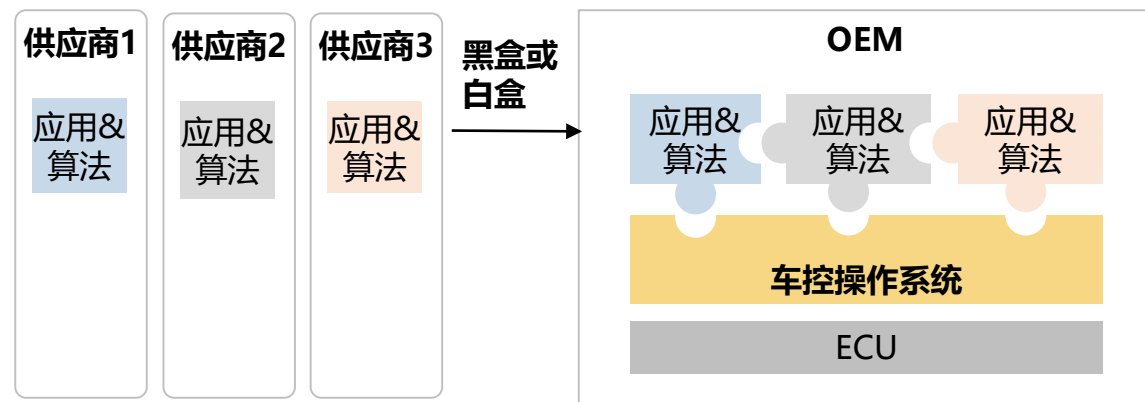 供应商1
应用&
算法
供应商2
应用&
算法
供应商3
应用&
算法
黑盒或
白盒
OEM
应用&
算法
应用&
算法
应用&
算法
车控操作系统
ECU